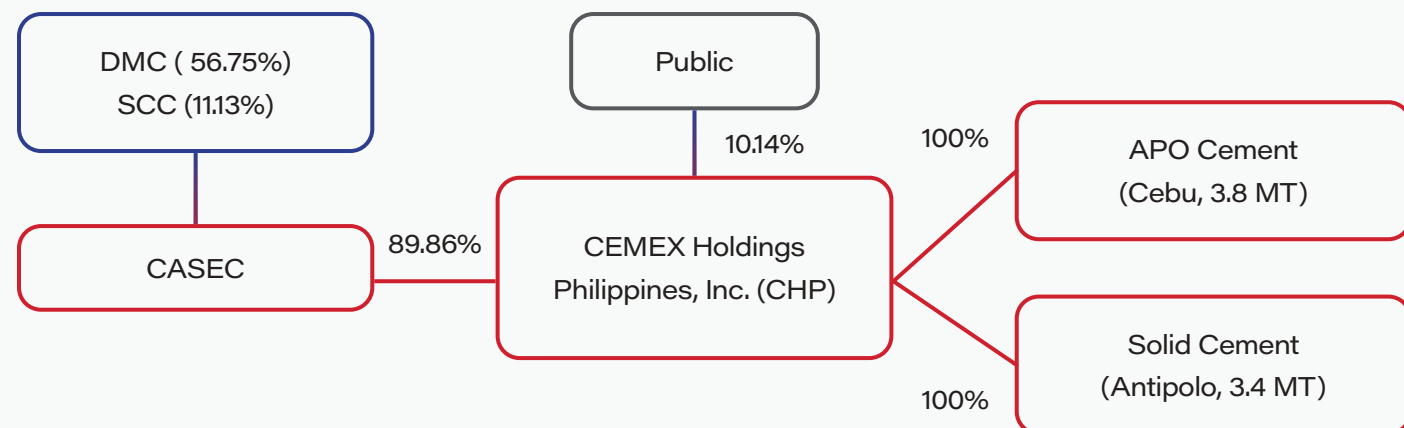 DMC ( 56.75%)
SCC (11.13%)
Public
10.14%
100%
APO Cement
(Cebu, 3.8 MT)
CASEC
89.86%
CEMEX Holdings
Philippines, Inc. (CHP)
Solid Cement
(Antipolo, 3.4 MT)
100%